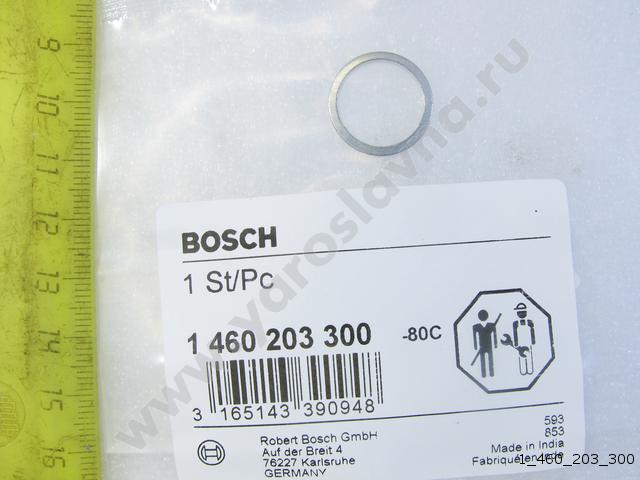 9
10
11
12
13
14
15
16
www.yaroslavna.ru
BOSCH
1 St/Pc
1 460 203 300
-80C
3 165143 390948
Robert Bosch GmbH
Auf der Breit 4
76227 Karlsruhe
GERMANY
593
853
Made in India
1_460_203_300